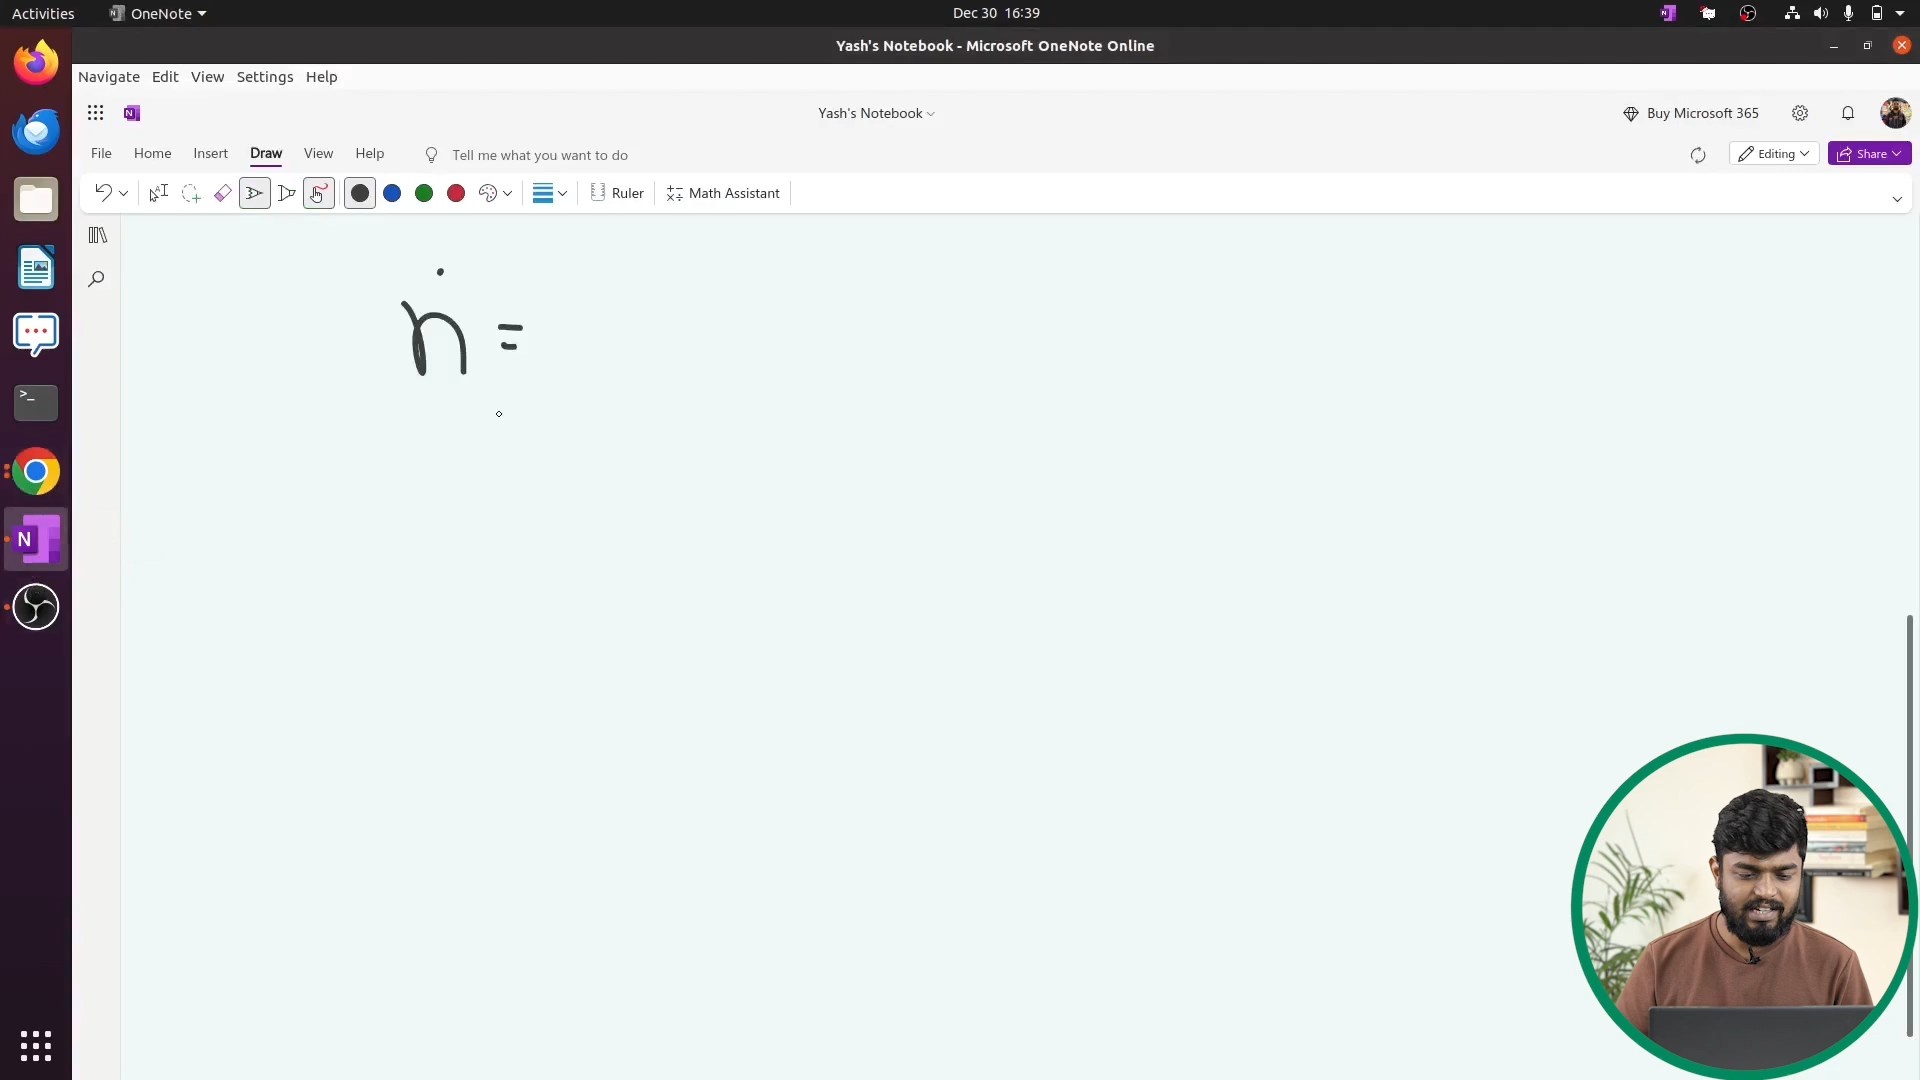 Activities OneNote Dec 30 16:39
Yash's Notebook - Microsoft OneNote Online
Navigate Edit View Settings Help
Yash's Notebook Buy Microsoft 365
File Home Insert Draw View Help Tell me what you want to do Editing Share
Ruler Math Assistant
ṅ =